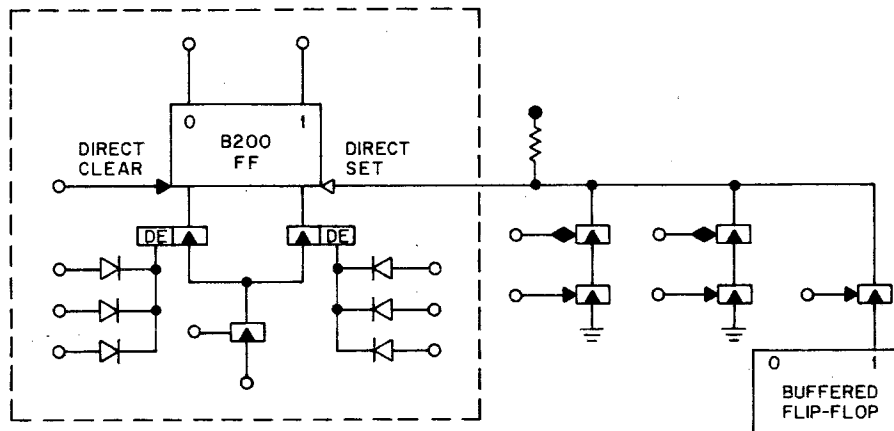 0 1
B200
FF
DIRECT
CLEAR
DIRECT
SET
DE
DE
0 1
BUFFERED
FLIP-FLOP